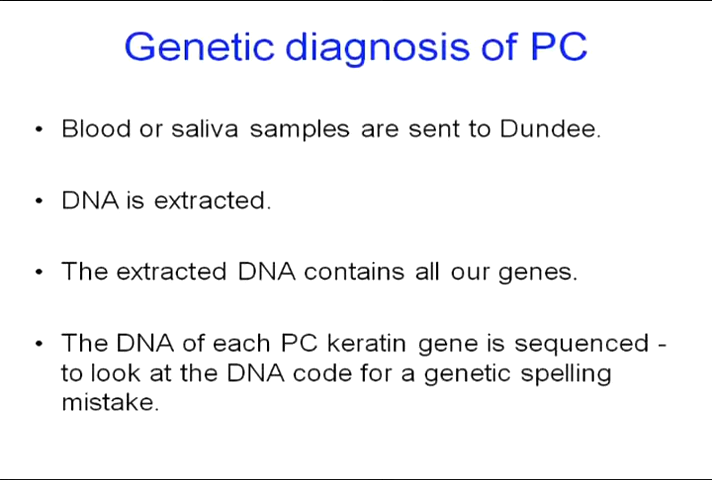 Genetic diagnosis of PC
• Blood or saliva samples are sent to Dundee.
• DNA is extracted.
• The extracted DNA contains all our genes.
• The DNA of each PC keratin gene is sequenced -
to look at the DNA code for a genetic spelling
mistake.